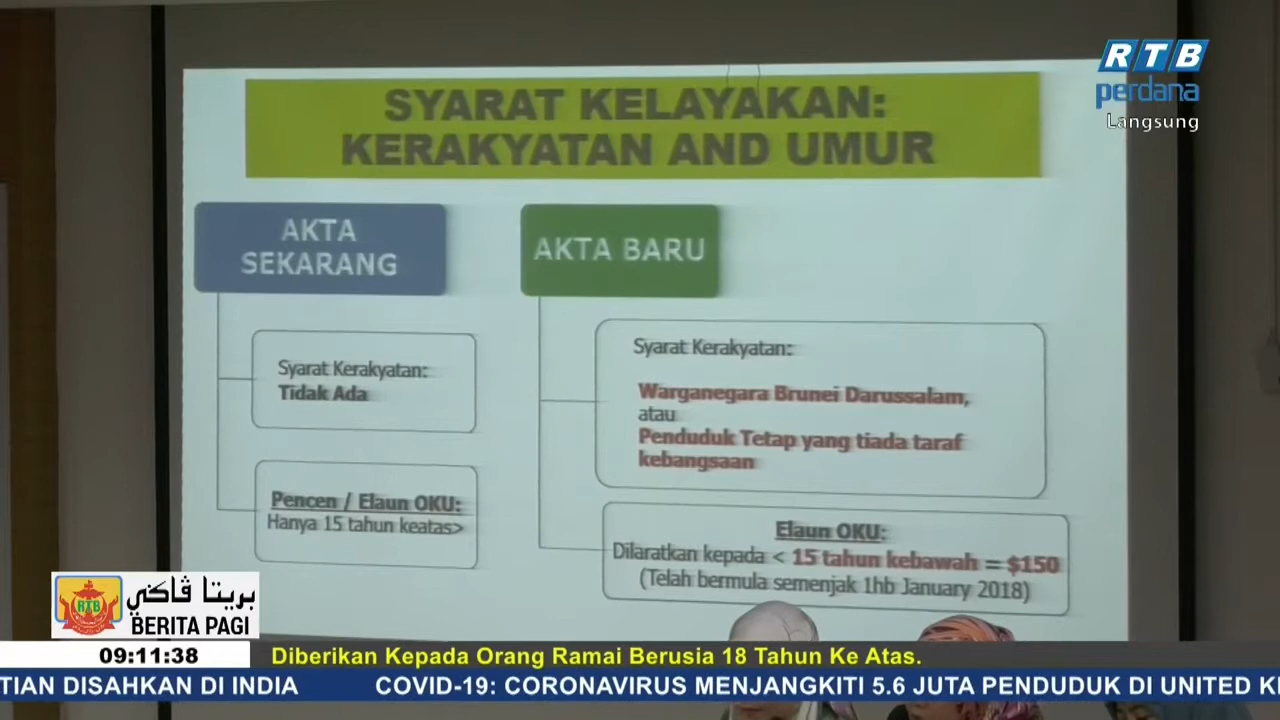 RTB
perdana
Langsung
SYARAT KELAYAKAN:
KERAKYATAN AND UMUR
AKTA
SEKARANG
Syarat Kerakyatan:
Tidak Ada
Pencen / Elaun OKU:
Hanya 15 tahun keatas>
AKTA BARU
Syarat Kerakyatan:
Warganegara Brunei Darussalam,
atau
Penduduk Tetap yang tiada taraf
kebangsaan
Elaun OKU:
Dilaratkan kepada < 15 tahun kebawah = $150
(Telah bermula semenjak 1hb January 2018)
RTB
بريتا ڤاݢي
BERITA PAGI
09:11:38
Diberikan Kepada Orang Ramai Berusia 18 Tahun Ke Atas.
TIAN DISAHKAN DI INDIA COVID-19: CORONAVIRUS MENJANGKITI 5.6 JUTA PENDUDUK DI UNITED K